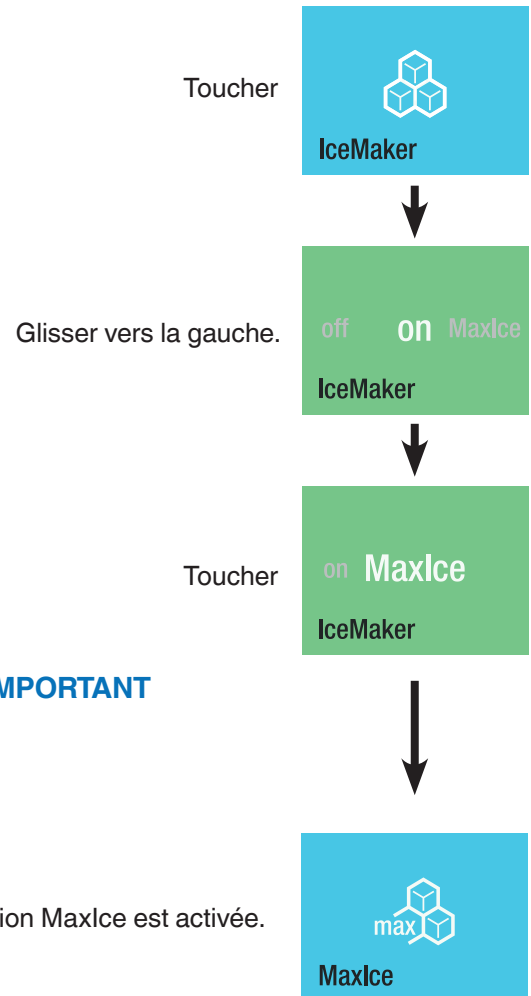 Toucher
IceMaker
Glisser vers la gauche.
off on MaxIce
IceMaker
Toucher
on MaxIce
IceMaker
MPORTANT
ion MaxIce est activée.
max
MaxIce